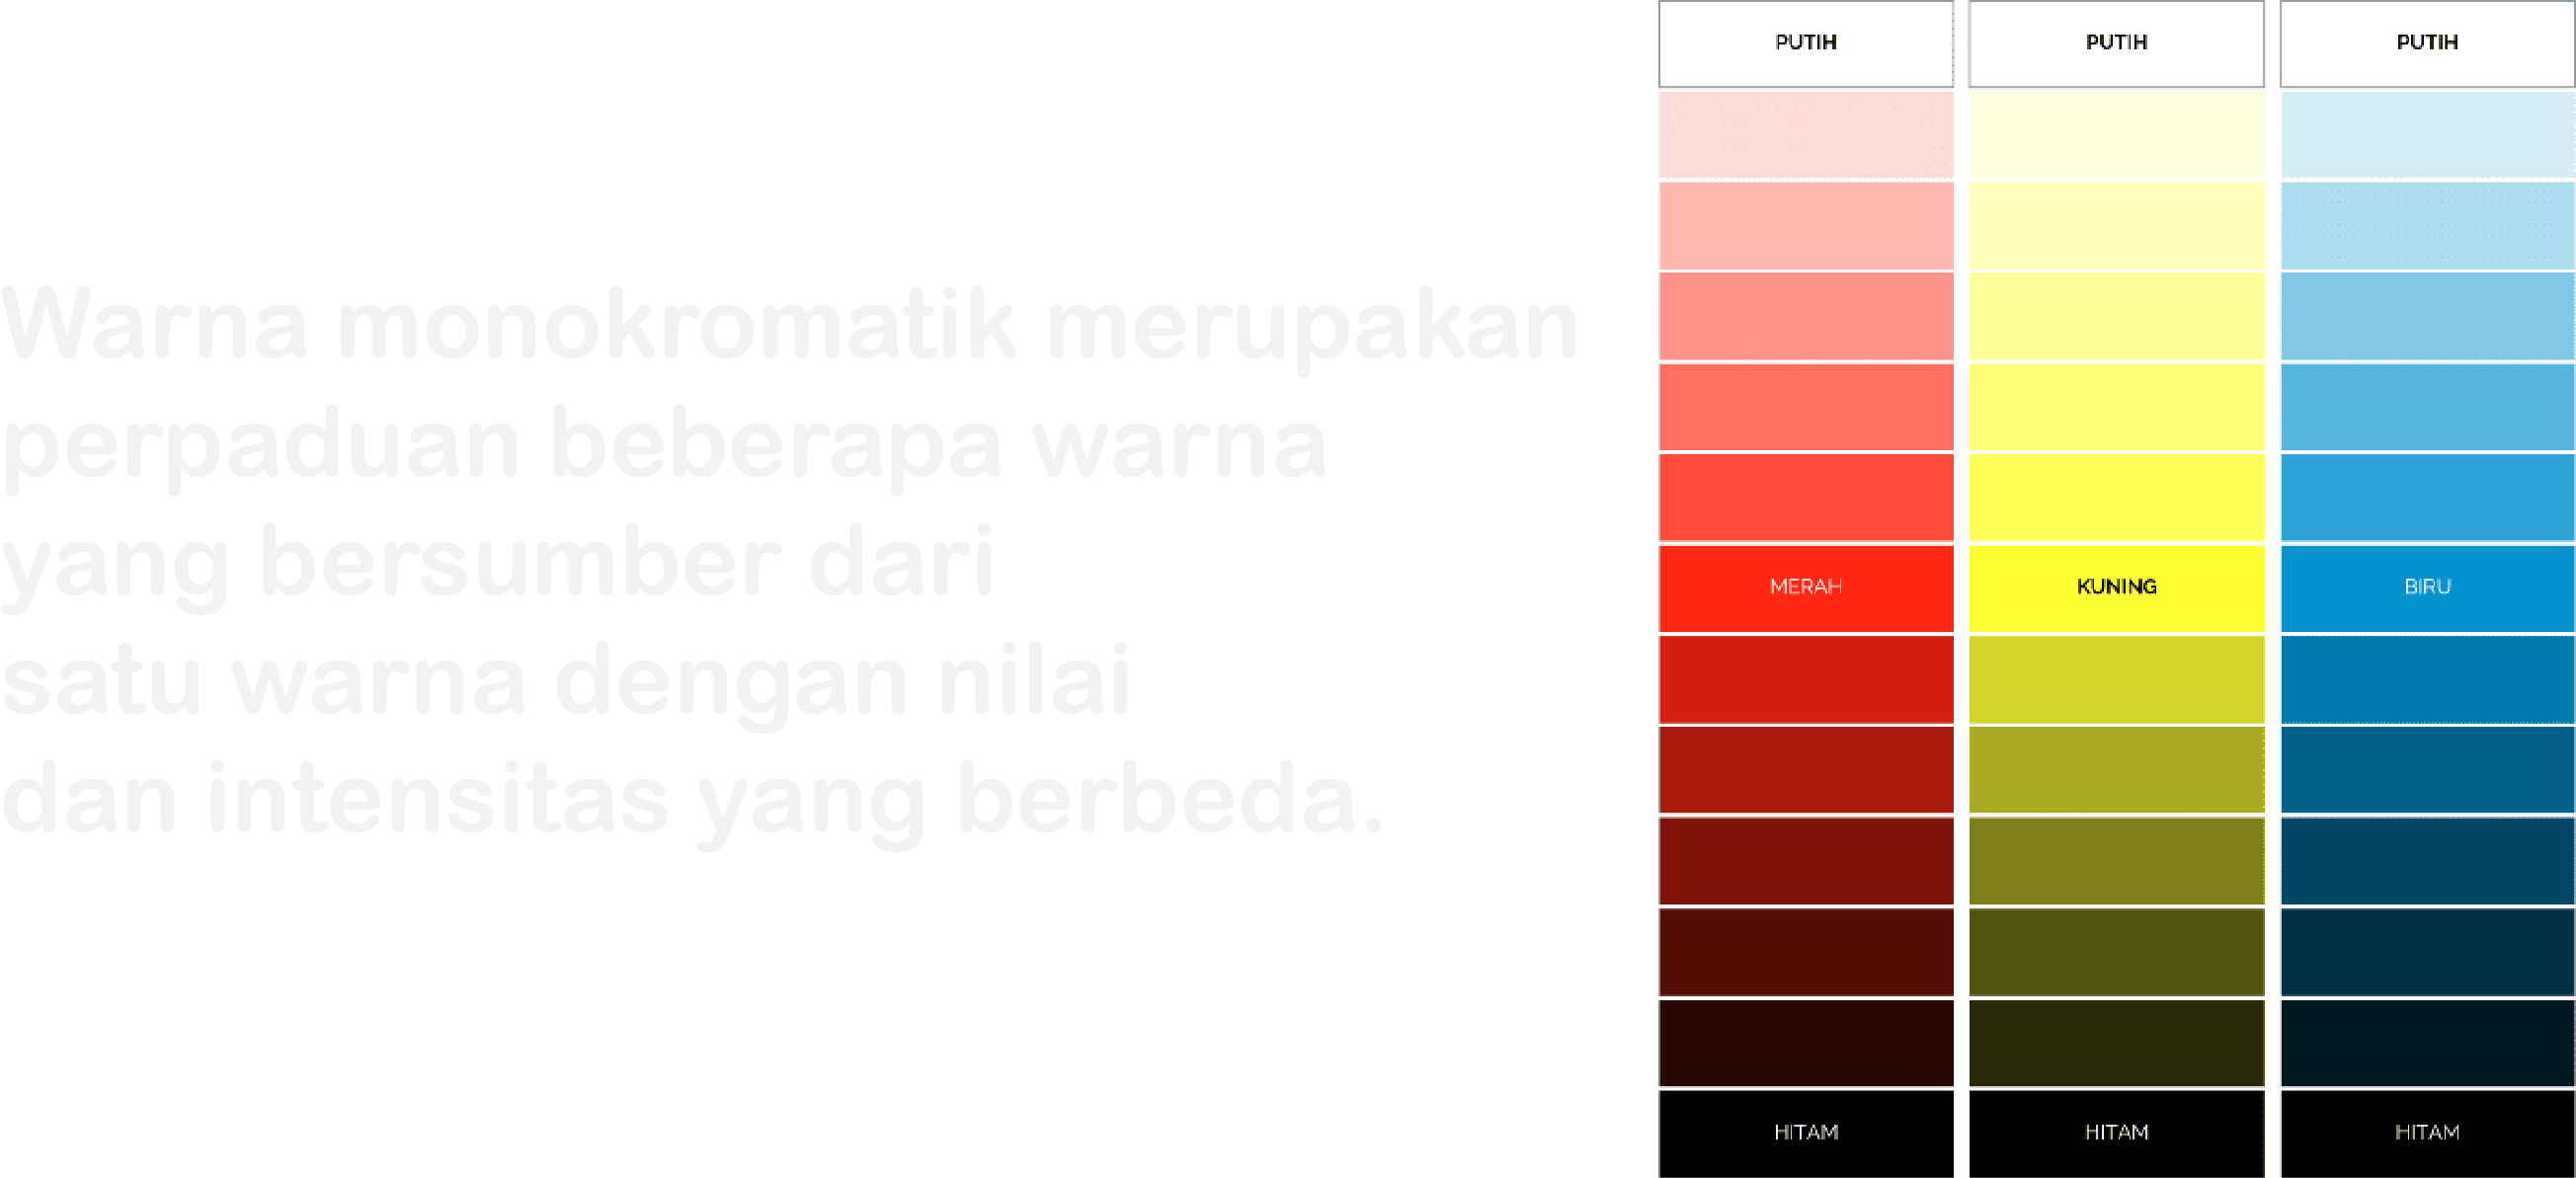 Warna monokromatik merupakan
perpaduan beberapa warna
yang bersumber dari
satu warna dengan nilai
dan intensitas yang berbeda.
PUTIH PUTIH PUTIH
MERAH KUNING BIRU
HITAM HITAM HITAM